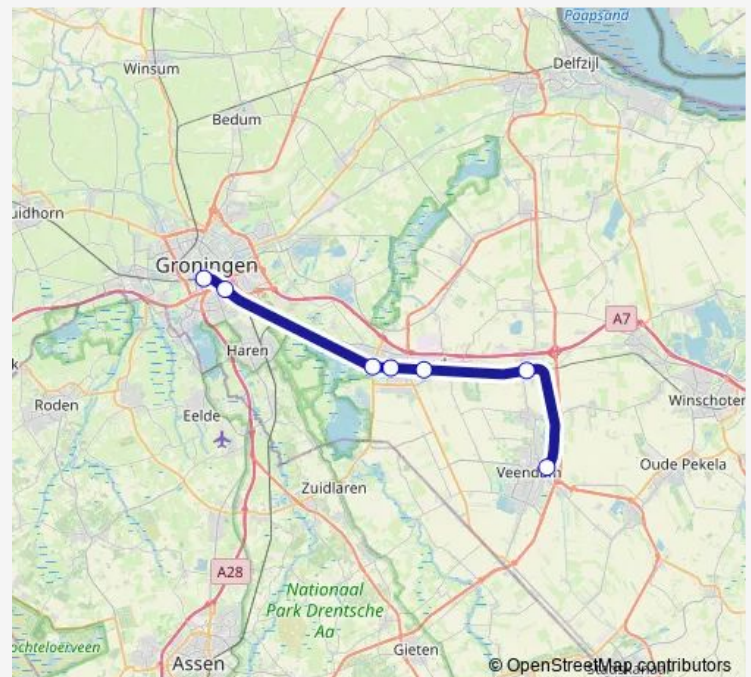 Paapsand
Winsum
Delfzijl
Bedum
uidhorn
Groningen
A7
Haren
Roden
Eelde
Winschoter
Veendam
Oude Pekela
Zuidlaren
A28
Nationaal
Park Drentsche
Aa
ochteloerveen
Gieten
Assen
© OpenStreetMap contributors